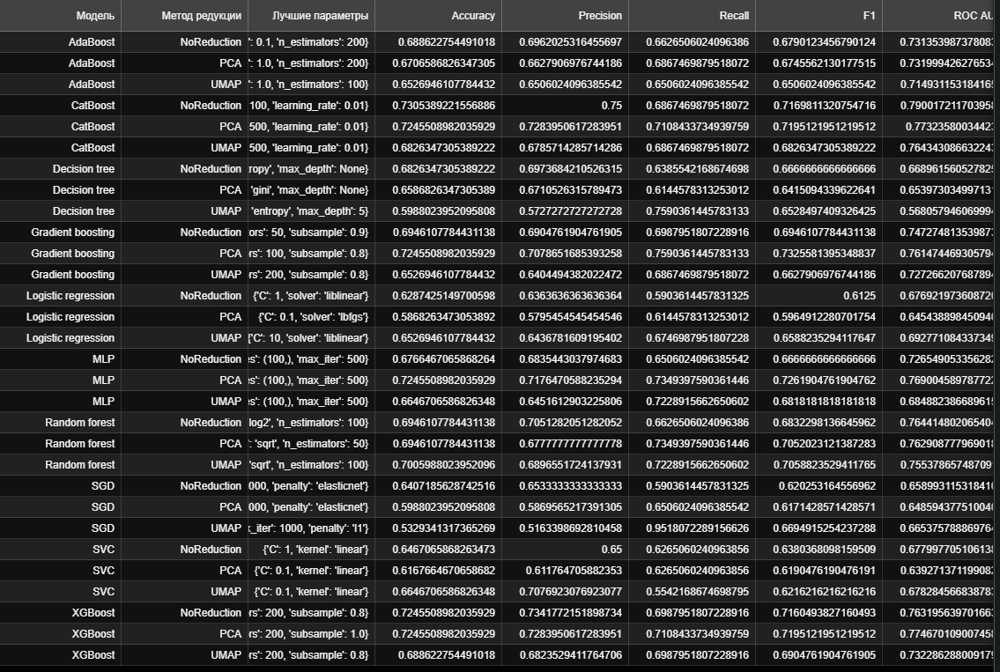 Модель Метод редукции Лучшие параметры Accuracy Precision Recall F1 ROC AU
AdaBoost NoReduction ': 0.1, 'n_estimators': 200} 0.688622754491018 0.6962025316455697 0.6626506024096386 0.6790123456790124 0.731353987378083
AdaBoost PCA ': 1.0, 'n_estimators': 200} 0.6706586826347305 0.6627906976744186 0.6867469879518072 0.6745562130177515 0.73199942627653
AdaBoost UMAP ': 1.0, 'n_estimators': 100} 0.6526946107784432 0.6506024096385542 0.6506024096385542 0.6506024096385542 0.71493115318416
CatBoost NoReduction 100, 'learning_rate': 0.01} 0.7305389221556886 0.75 0.6867469879518072 0.7169811320754716 0.790017211703958
CatBoost PCA 500, 'learning_rate': 0.01} 0.7245508982035929 0.7283950617283951 0.7108433734939759 0.7195121951219512 0.7732358003442
CatBoost UMAP 500, 'learning_rate': 0.01} 0.6826347305389222 0.6785714285714286 0.6867469879518072 0.6826347305389222 0.764343086632243
Decision tree NoReduction ropy', 'max_depth': None} 0.6826347305389222 0.6973684210526315 0.6385542168674698 0.6666666666666666 0.66896156052782
Decision tree PCA 'gini', 'max_depth': None} 0.6586826347305389 0.6710526315789473 0.6144578313253012 0.6415094339622641 0.65397303499713
Decision tree UMAP 'entropy', 'max_depth': 5} 0.5988023952095808 0.5727272727272728 0.7590361445783133 0.6528497409326425 0.56805794606999
Gradient boosting NoReduction ors': 50, 'subsample': 0.9} 0.6946107784431138 0.6904761904761905 0.6987951807228916 0.6946107784431138 0.74727481353987
Gradient boosting PCA rs': 100, 'subsample': 0.8} 0.7245508982035929 0.7078651685393258 0.7590361445783133 0.7325581395348837 0.76147446930579
Gradient boosting UMAP rs': 200, 'subsample': 0.8} 0.6526946107784432 0.6404494382022472 0.6867469879518072 0.6627906976744186 0.72726620768789
Logistic regression NoReduction {'C': 1, 'solver': 'liblinear'} 0.6287425149700598 0.6363636363636364 0.5903614457831325 0.6125 0.67692197360872
Logistic regression PCA {'C': 0.1, 'solver': 'lbfgs'} 0.5868263473053892 0.5795454545454546 0.6144578313253012 0.5964912280701754 0.64543889845094
Logistic regression UMAP {'C': 10, 'solver': 'liblinear'} 0.6526946107784432 0.6436781609195402 0.6746987951807228 0.6588235294117647 0.69277108433734
MLP NoReduction es': (100,), 'max_iter': 500} 0.6766467065868264 0.6835443037974683 0.6506024096385542 0.6666666666666666 0.72654905335628
MLP PCA es': (100,), 'max_iter': 500} 0.7245508982035929 0.7176470588235294 0.7349397590361446 0.7261904761904762 0.76900458978772
MLP UMAP es': (100,), 'max_iter': 500} 0.6646706586826348 0.6451612903225806 0.7228915662650602 0.6818181818181818 0.68488238668961
Random forest NoReduction log2', 'n_estimators': 100} 0.6946107784431138 0.7051282051282052 0.6626506024096386 0.6832298136645962 0.76441480206540
Random forest PCA ': 'sqrt', 'n_estimators': 50} 0.6946107784431138 0.6777777777777778 0.7349397590361446 0.7052023121387283 0.76290877796901
Random forest UMAP 'sqrt', 'n_estimators': 100} 0.7005988023952096 0.6896551724137931 0.7228915662650602 0.7058823529411765 0.75537865748709
SGD NoReduction 000, 'penalty': 'elasticnet'} 0.6407185628742516 0.6533333333333333 0.5903614457831325 0.620253164556962 0.65899311531841
SGD PCA 000, 'penalty': 'elasticnet'} 0.5988023952095808 0.5869565217391305 0.6506024096385542 0.6171428571428571 0.64859437751004
SGD UMAP x_iter': 1000, 'penalty': 'l1'} 0.5329341317365269 0.5163398692810458 0.9518072289156626 0.6694915254237288 0.66537578886976
SVC NoReduction {'C': 1, 'kernel': 'linear'} 0.6467065868263473 0.65 0.6265060240963856 0.6380368098159509 0.67799770510613
SVC PCA {'C': 0.1, 'kernel': 'linear'} 0.6167664670658682 0.611764705882353 0.6265060240963856 0.6190476190476191 0.63927137119908
SVC UMAP {'C': 0.1, 'kernel': 'linear'} 0.6646706586826348 0.7076923076923077 0.5542168674698795 0.6216216216216216 0.67828456683878
XGBoost NoReduction rs': 200, 'subsample': 0.8} 0.7245508982035929 0.7341772151898734 0.6987951807228916 0.7160493827160493 0.76319563970166
XGBoost PCA rs': 200, 'subsample': 1.0} 0.7245508982035929 0.7283950617283951 0.7108433734939759 0.7195121951219512 0.77467010900745
XGBoost UMAP rs': 200, 'subsample': 0.8} 0.688622754491018 0.6823529411764706 0.6987951807228916 0.6904761904761905 0.73228628800917